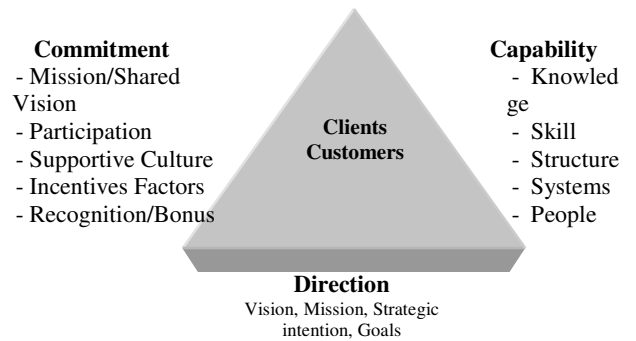 Commitment
- Mission/Shared
Vision
- Participation
- Supportive Culture
- Incentives Factors
- Recognition/Bonus
Clients
Customers
Capability
- Knowled
ge
- Skill
- Structure
- Systems
- People
Direction
Vision, Mission, Strategic
intention, Goals